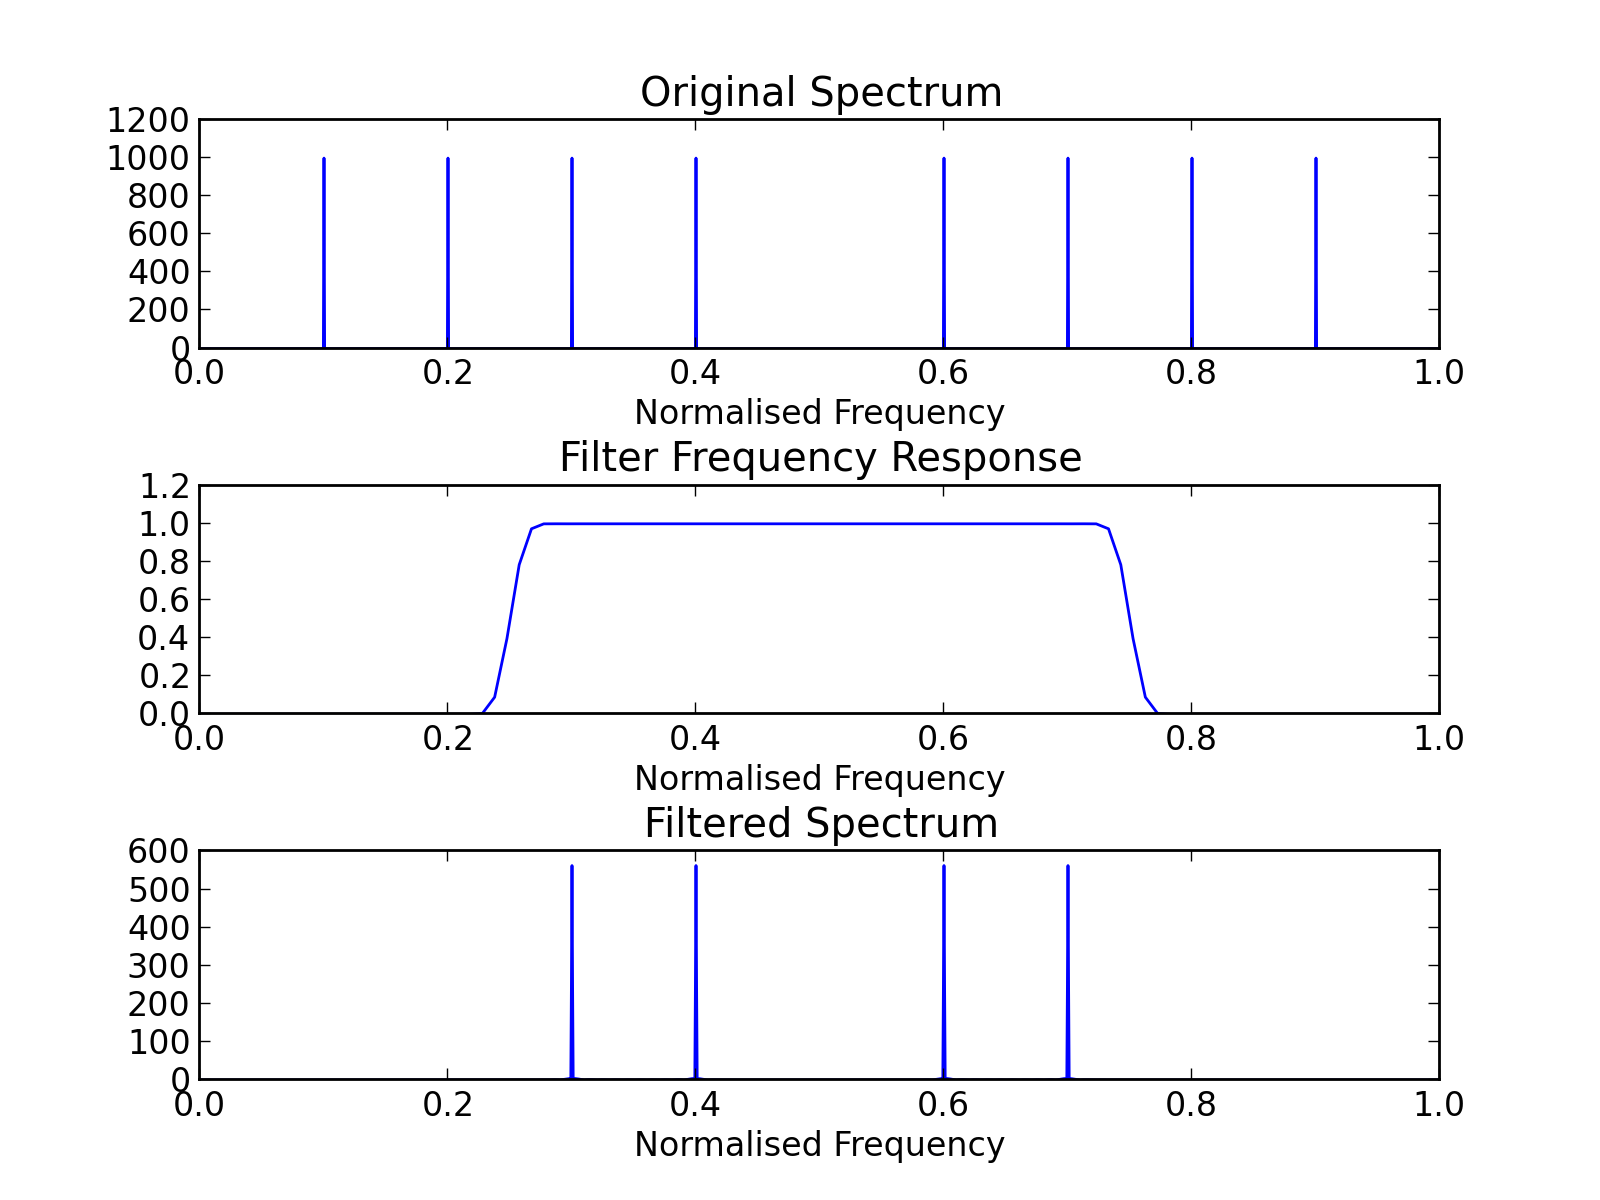 Original Spectrum
1200
1000
800
600
400
200
0
0.0 0.2 0.4 0.6 0.8 1.0
Normalised Frequency
Filter Frequency Response
1.2
1.0
0.8
0.6
0.4
0.2
0.0
0.0 0.2 0.4 0.6 0.8 1.0
Normalised Frequency
Filtered Spectrum
600
500
400
300
200
100
0
0.0 0.2 0.4 0.6 0.8 1.0
Normalised Frequency